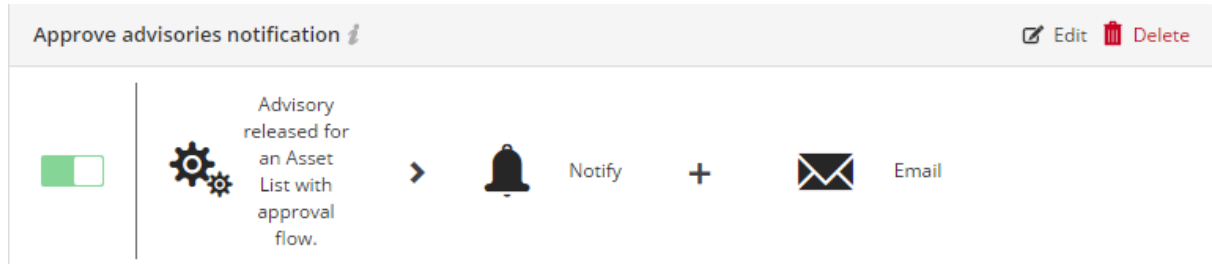 Approve advisories notification i
Edit Delete
Advisory
released for
an Asset
List with
approval
flow.
Notify + Email